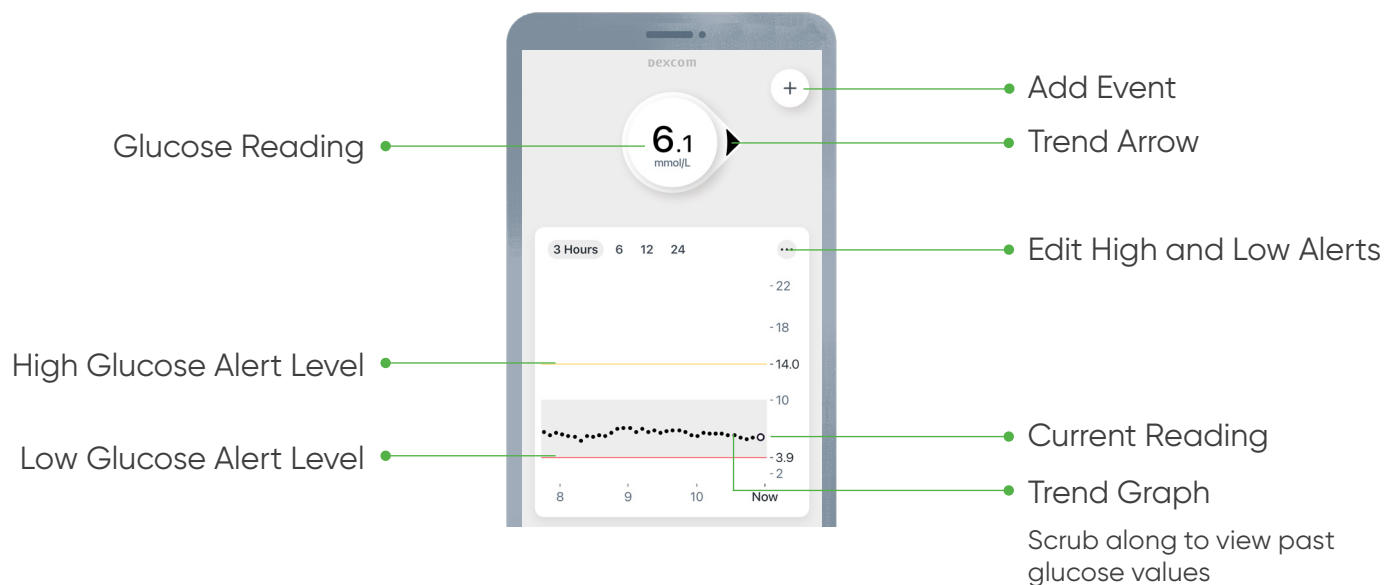 Dexcom
+
Add Event
Glucose Reading
6.1
mmol/L
Trend Arrow
3 Hours 6 12 24
...
Edit High and Low Alerts
- 22
- 18
High Glucose Alert Level
- 14.0
- 10
Current Reading
Low Glucose Alert Level
- 3.9
- 2
8 9 10 Now
Trend Graph
Scrub along to view past
glucose values